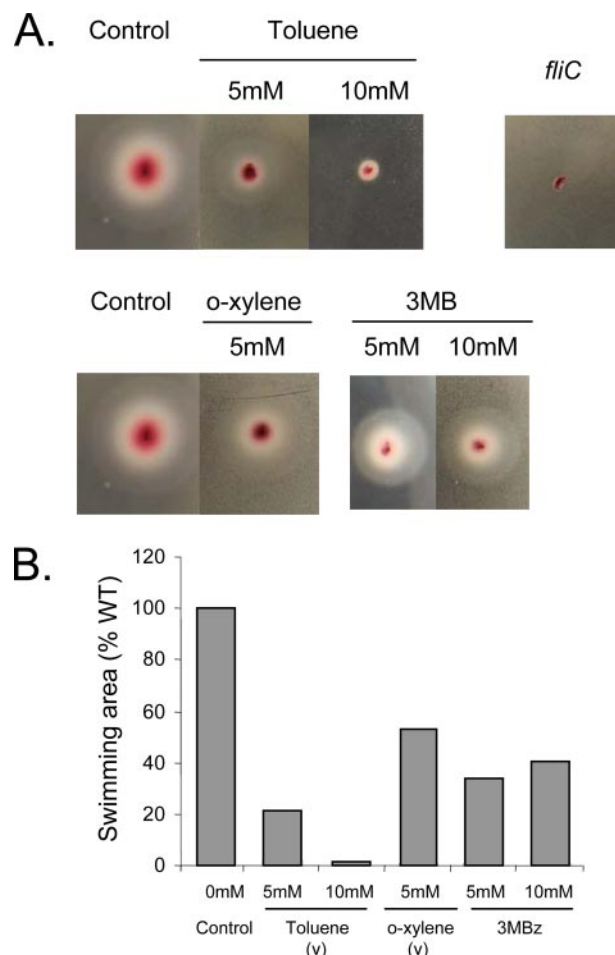 A.
Control Toluene
5mM 10mM
fliC
Control o-xylene 3MB
5mM 5mM 10mM
B.
Swimming area (% WT)
120
100
80
60
40
20
0
0mM 5mM 10mM 5mM 5mM 10mM
Control Toluene o-xylene 3MBz
(v) (v)